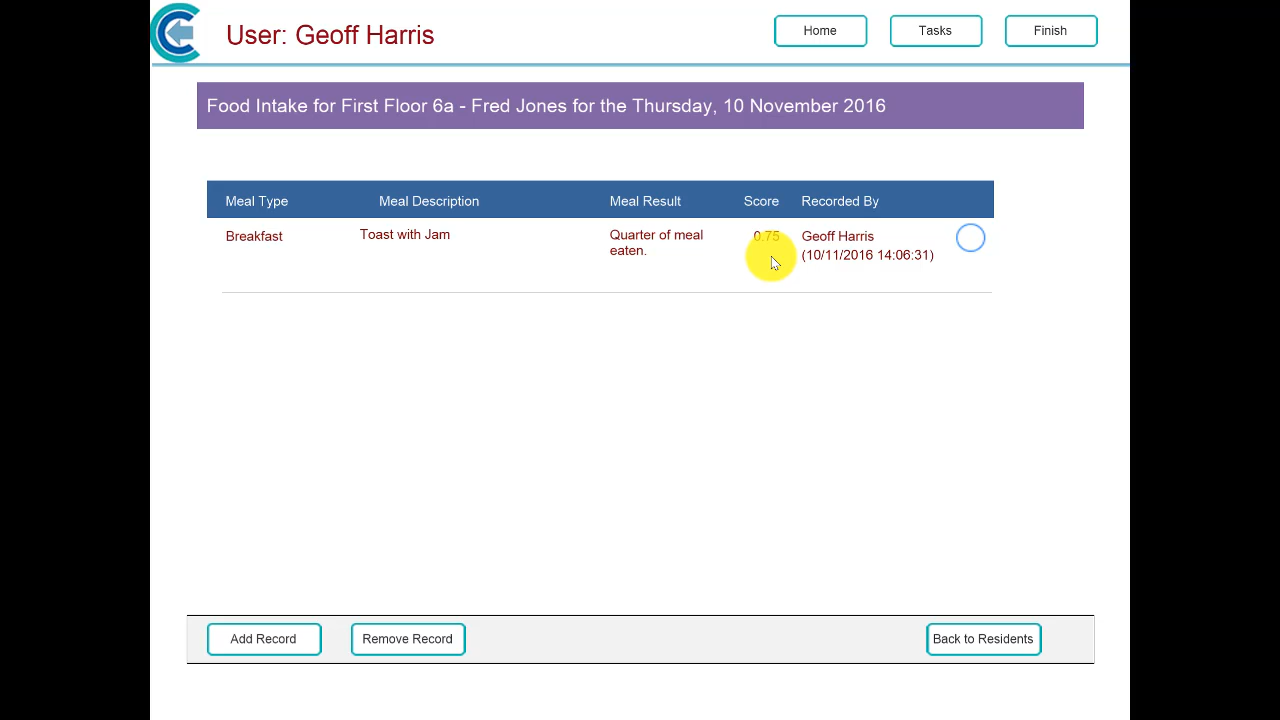 User: Geoff Harris
Home
Tasks
Finish
Food Intake for First Floor 6a - Fred Jones for the Thursday, 10 November 2016
Meal Type Meal Description Meal Result Score Recorded By
Breakfast Toast with Jam Quarter of meal 0.75 Geoff Harris
eaten. (10/11/2016 14:06:31)
Add Record
Remove Record
Back to Residents